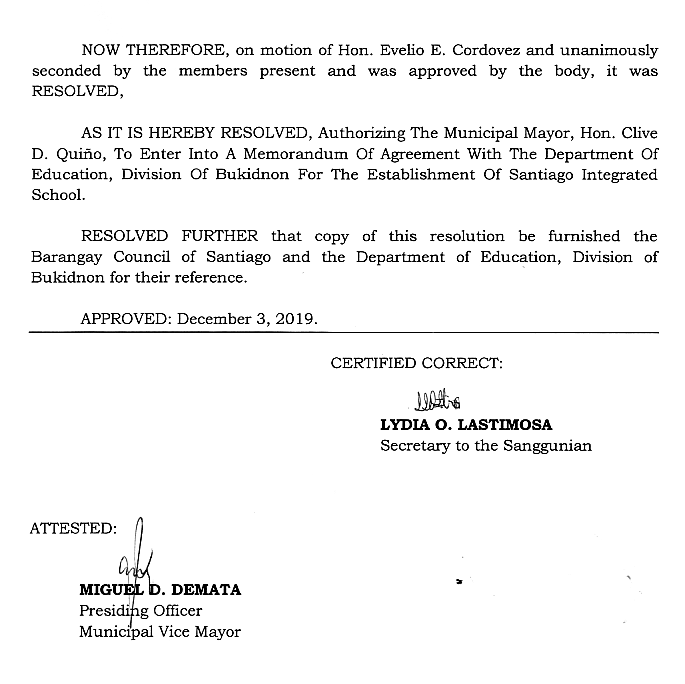 NOW THEREFORE, on motion of Hon. Evelio E. Cordovez and unanimously
seconded by the members present and was approved by the body, it was
RESOLVED,
AS IT IS HEREBY RESOLVED, Authorizing The Municipal Mayor, Hon. Clive
D. Quiño, To Enter Into A Memorandum Of Agreement With The Department Of
Education, Division Of Bukidnon For The Establishment Of Santiago Integrated
School.
RESOLVED FURTHER that copy of this resolution be furnished the
Barangay Council of Santiago and the Department of Education, Division of
Bukidnon for their reference.
APPROVED: December 3, 2019.
CERTIFIED CORRECT:
LYDIA O. LASTIMOSA
Secretary to the Sanggunian
ATTESTED:
MIGUEL D. DEMATA
Presiding Officer
Municipal Vice Mayor